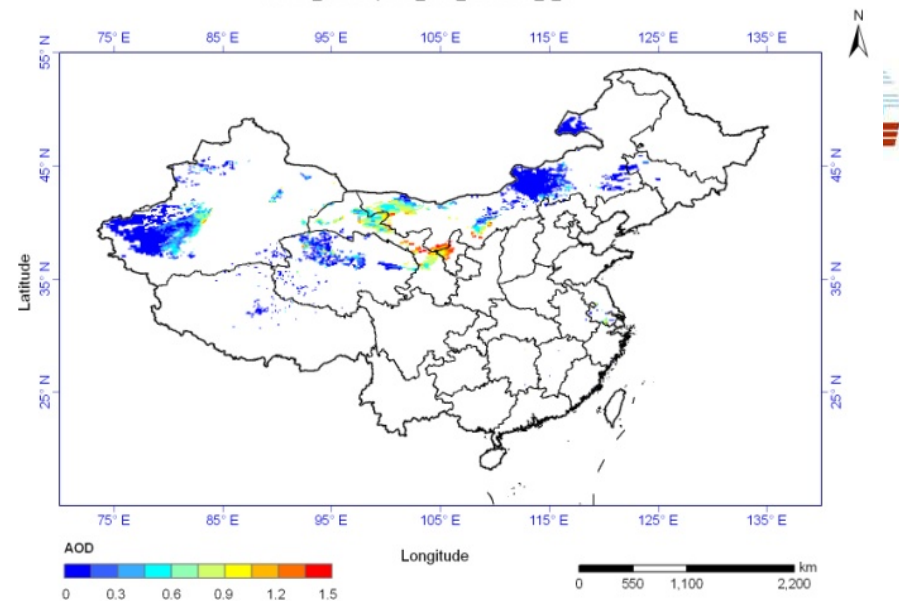 N
75° E 85° E 95° E 105° E 115° E 125° E 135° E
55° N
45° N 45° N
35° N 35° N
25° N 25° N
Latitude
75° E 85° E 95° E 105° E 115° E 125° E 135° E
Longitude
AOD
0 0.3 0.6 0.9 1.2 1.5
km
0 550 1,100 2,200